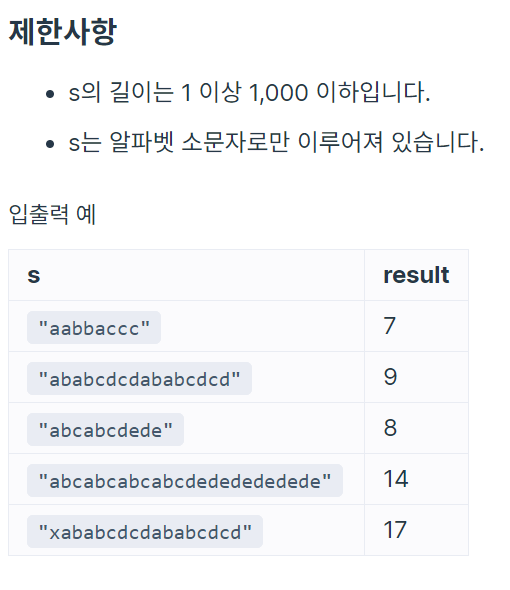 제한사항
s의 길이는 1 이상 1,000 이하입니다.
s는 알파벳 소문자로만 이루어져 있습니다.
입출력 예
s result
"aabbaccc" 7
"ababcdcdababcdcd" 9
"abcabcdede" 8
"abcabcabcabcdededededede" 14
"xababcdcdababcdcd" 17